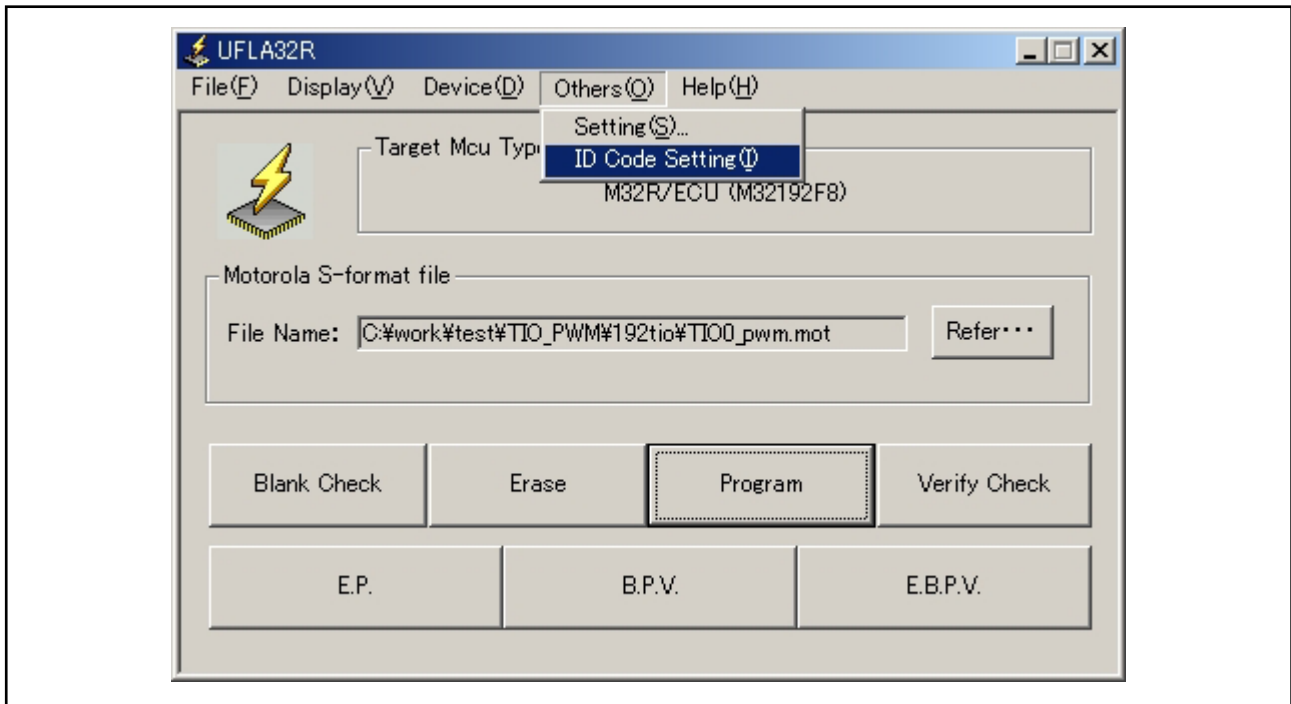 UFLA32R
File(F) Display(V) Device(D) Others(O) Help(H)
Setting(S)...
ID Code Setting(I)
Target Mcu Typ
M32R/ECU (M32192F8)
Motorola S-format file
File Name: C:¥work¥test¥TIO_PWM¥192tio¥TIO0_pwm.mot Refer···
Blank Check Erase Program Verify Check
E.P. B.P.V. E.B.P.V.